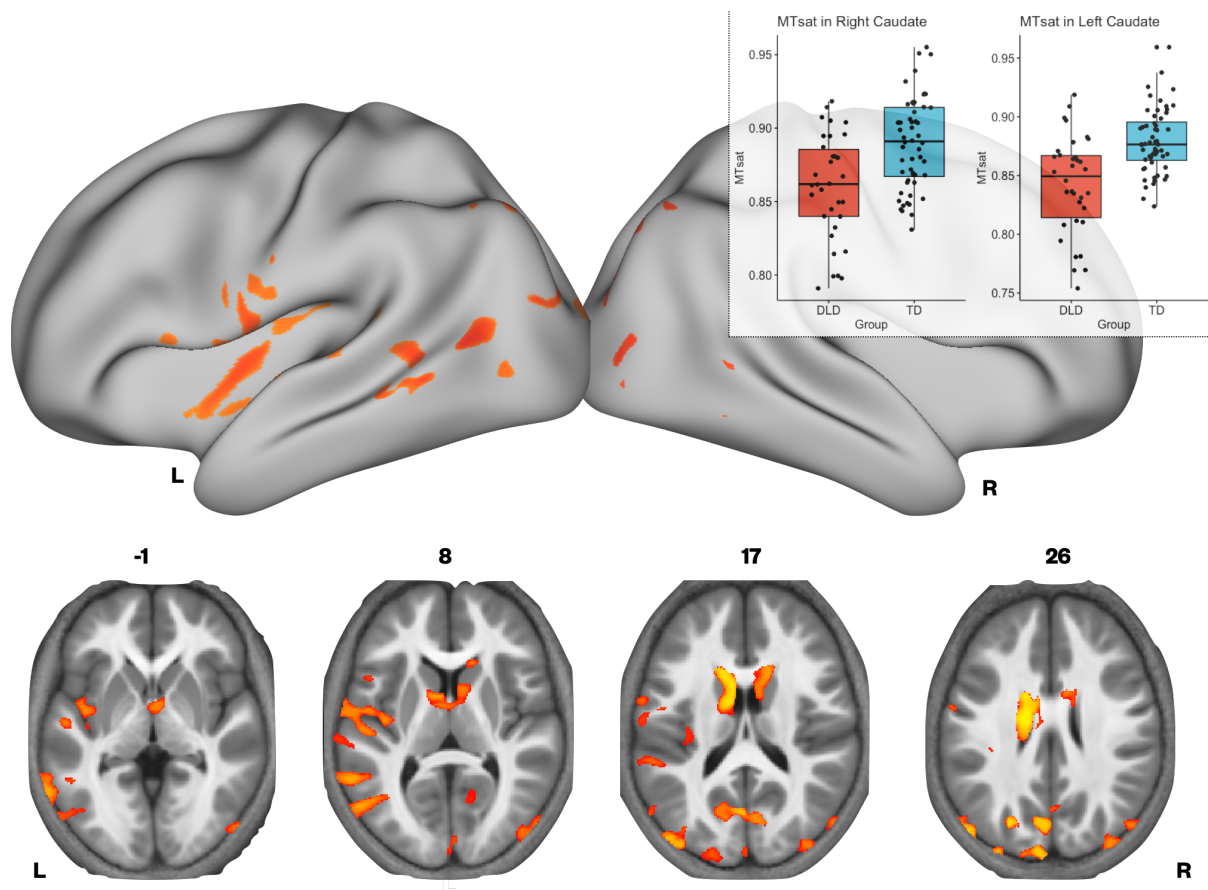 MTsat in Right Caudate
MTsat in Left Caudate
0.95
0.90
0.85
0.80
MTsat
DLD
TD
Group
0.95
0.90
0.85
0.80
0.75
MTsat
DLD
TD
Group
L
R
-1
8
17
26
L
R